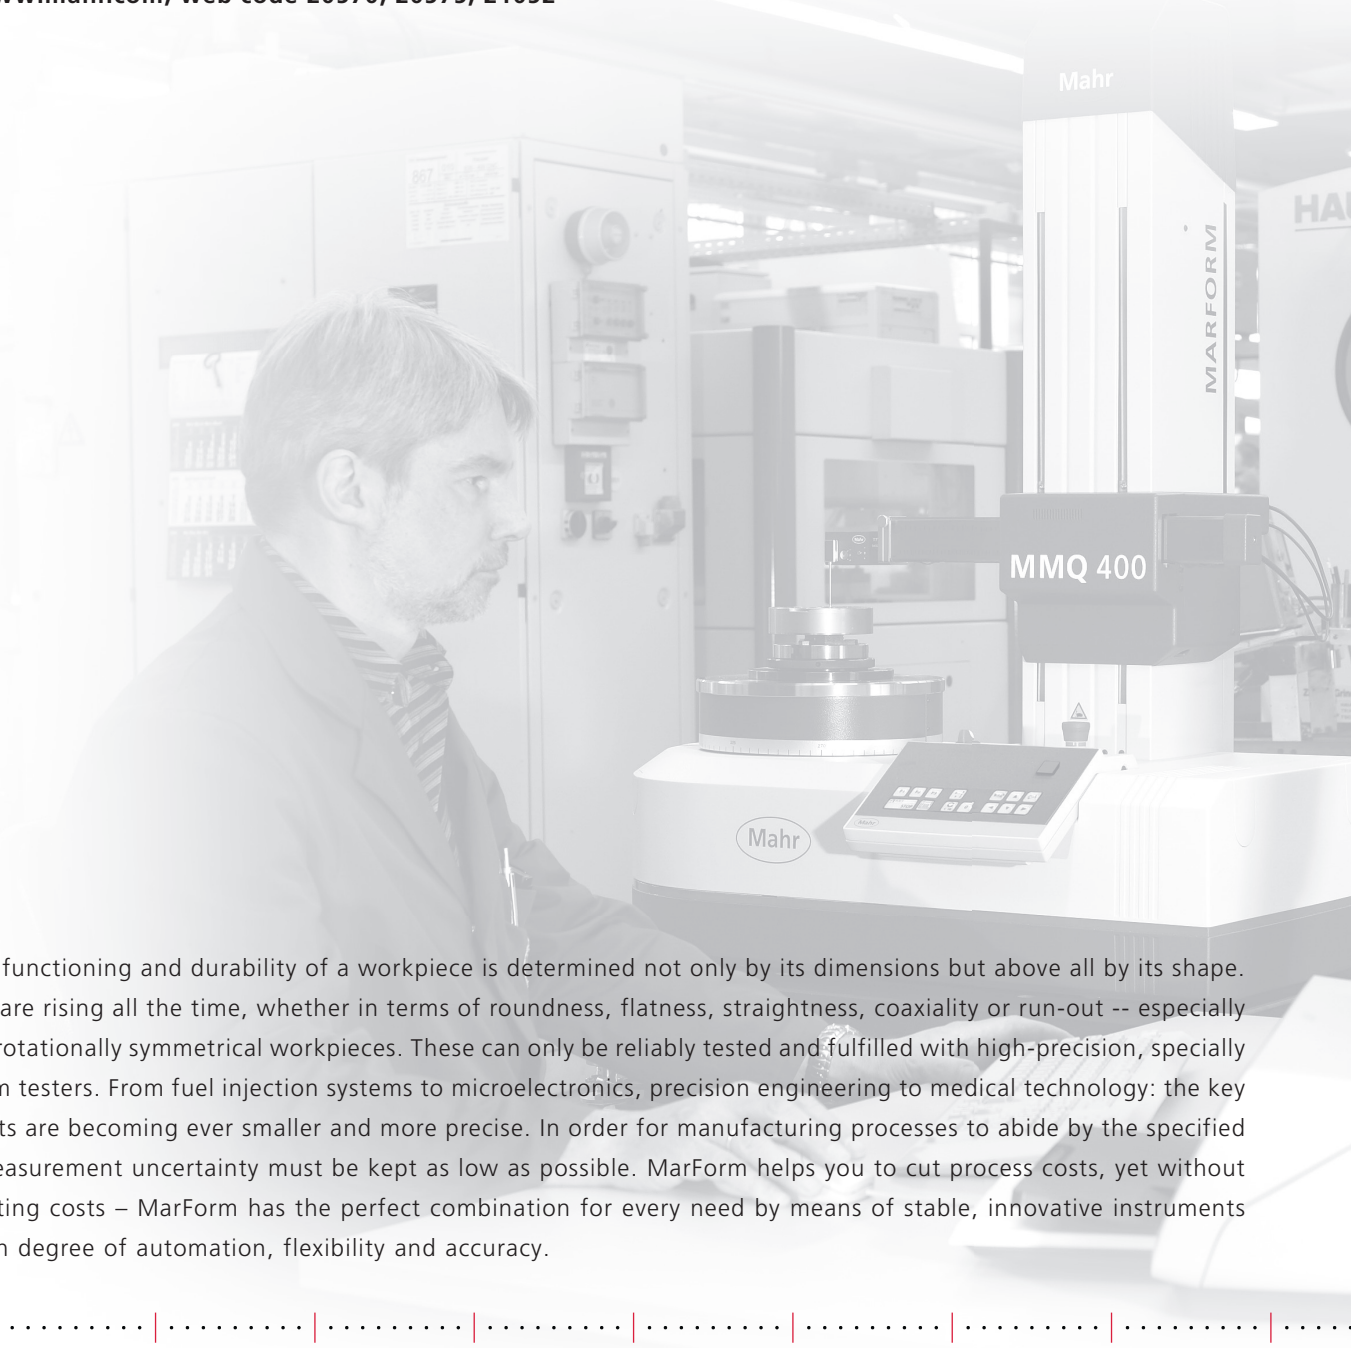 web code
Mahr
867
HAU
MARFORM
MMQ 400
Mahr
functioning and durability of a workpiece is determined not only by its dimensions but above all by its shape.
are rising all the time, whether in terms of roundness, flatness, straightness, coaxiality or run-out -- especially
rotationally symmetrical workpieces. These can only be reliably tested and fulfilled with high-precision, specially
testers. From fuel injection systems to microelectronics, precision engineering to medical technology: the key
ts are becoming ever smaller and more precise. In order for manufacturing processes to abide by the specified
easurement uncertainty must be kept as low as possible. MarForm helps you to cut process costs, yet without
ting costs – MarForm has the perfect combination for every need by means of stable, innovative instruments
degree of automation, flexibility and accuracy.